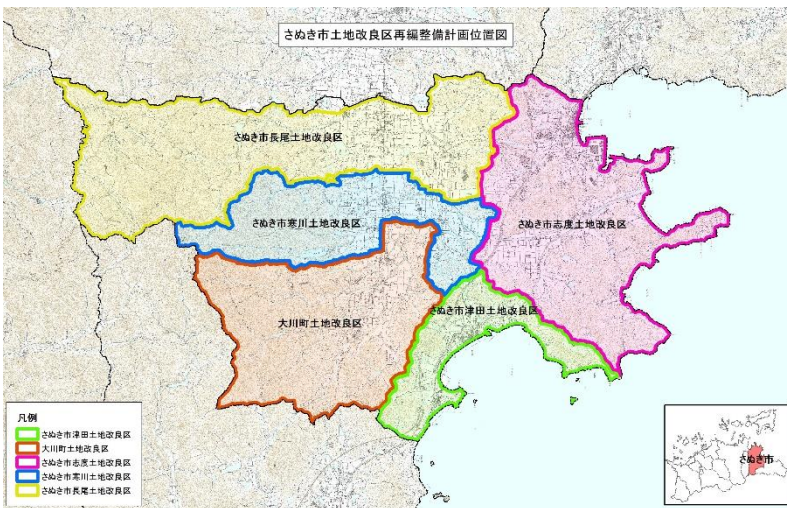 さぬき市土地改良区再編整備計画位置図
さぬき市長尾土地改良区
さぬき市寒川土地改良区
さぬき市志度土地改良区
さぬき市津田土地改良区
大川町土地改良区
凡例
さぬき市津田土地改良区
大川町土地改良区
さぬき市志度土地改良区
さぬき市寒川土地改良区
さぬき市長尾土地改良区
さぬき市